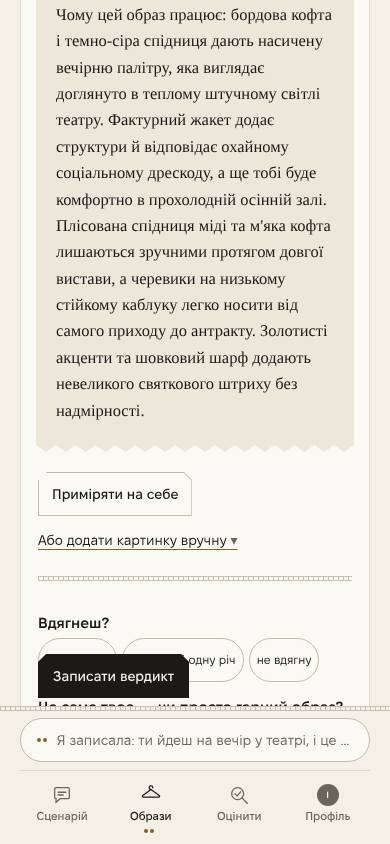 Чому цей образ працює: бордова кофта
і темно-сіра спідниця дають насичену
вечірню палітру, яка виглядає
доглянуто в теплому штучному світлі
театру. Фактурний жакет додає
структури й відповідає охайному
соціальному дрескоду, а ще тобі буде
комфортно в прохолодній осінній залі.
Плісована спідниця міді та м'яка кофта
лишаються зручними протягом довгої
вистави, а черевики на низькому
стійкому каблуку легко носити від
самого приходу до антракту. Золотисті
акценти та шовковий шарф додають
невеликого святкового штриху без
надмірності.
Приміряти на себе
Або додати картинку вручну ▾
Вдягнеш?
одну річ
не вдягну
Записати вердикт
Я записала: ти йдеш на вечір у театрі, і це ...
Сценарій
Образи
Оцінити
І
Профіль